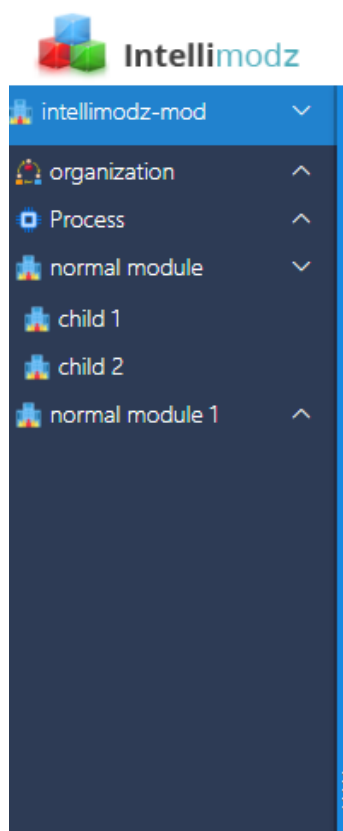 Intellimodz
intellimodz-mod
organization
Process
normal module
child 1
child 2
normal module 1